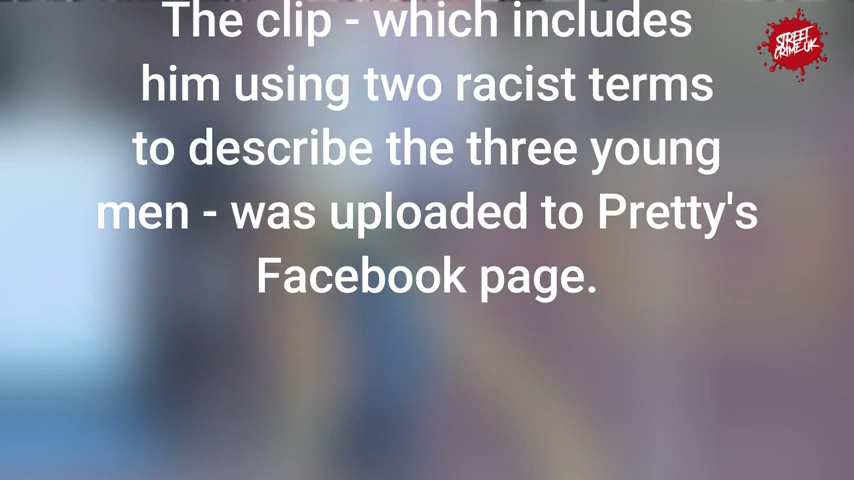 The clip - which includes
him using two racist terms
to describe the three young
men - was uploaded to Pretty's
Facebook page.
STREET
CRIME.UK